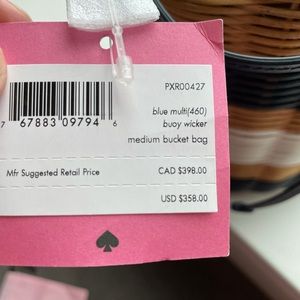 PXR00427
blue multi(460)
buoy wicker
medium bucket bag
7 67883 09794 6
Mfr Suggested Retail Price
CAD $398.00
USD $358.00